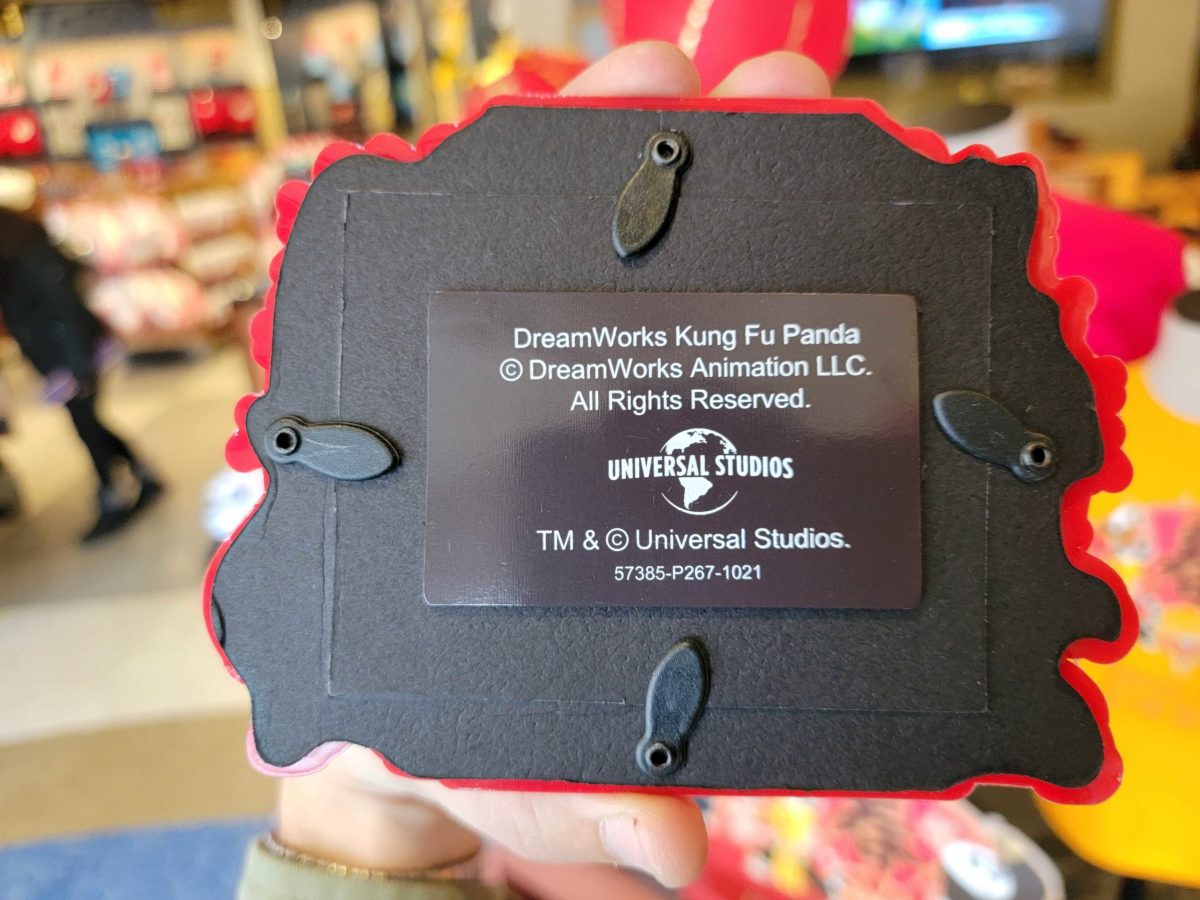 DreamWorks Kung Fu Panda
© DreamWorks Animation LLC.
All Rights Reserved.
UNIVERSAL STUDIOS
TM & © Universal Studios.
57385-P267-1021